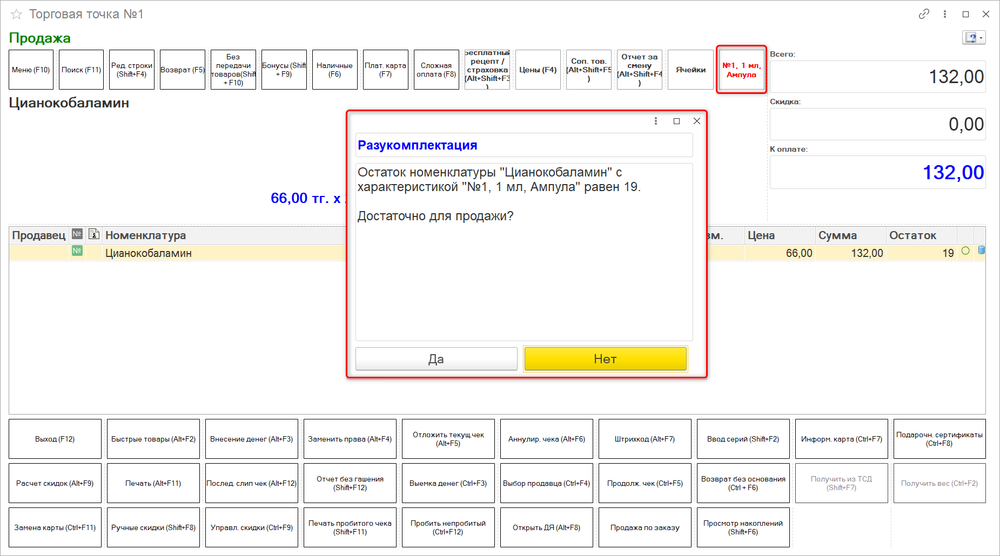 Торговая точка №1
Продажа
Меню (F10)
Поиск (F11)
Ред. строки
(Shift+F4)
Возврат (F5)
Без
передачи
товаров(Shift
+ F10)
Бонусы (Shift
+ F9)
Наличные
(F6)
Плат. карта
(F7)
Сложная
оплата (F8)
Бесплатный
рецепт /
страховка
(Alt+Shift+F3
)
Цены (F4)
Соп. тов.
(Alt+Shift+F5
)
Отчет за
смену
(Alt+Shift+F4
)
Ячейки
№1, 1 мл,
Ампула
Всего:
132,00
Скидка:
0,00
К оплате:
132,00
Цианокобаламин
66,00 тг. x
Разукомплектация
Остаток номенклатуры "Цианокобаламин" с
характеристикой "№1, 1 мл, Ампула" равен 19.
Достаточно для продажи?
Да
Нет
Продавец № Номенклатура зм. Цена Сумма Остаток
№ Цианокобаламин 66,00 132,00 19
Выход (F12)
Быстрые товары (Alt+F2)
Внесение денег (Alt+F3)
Заменить права (Alt+F4)
Отложить текущ.чек
(Alt+F5)
Аннулир. чека (Alt+F6)
Штрихкод (Alt+F7)
Ввод серий (Shift+F2)
Информ. карта (Ctrl+F7)
Подарочн. сертификаты
(Ctrl+F8)
Расчет скидок (Alt+F9)
Печать (Alt+F11)
Послед. слип чек (Alt+F12)
Отчет без гашения
(Shift+F12)
Выемка денег (Ctrl+F3)
Выбор продавца (Ctrl+F4)
Продолж. чек (Ctrl+F5)
Возврат без основания
(Ctrl + F6)
Получить из ТСД
(Shift+F7)
Получить вес (Ctrl+F2)
Замена карты (Ctrl+F11)
Ручные скидки (Shift+F8)
Управл. скидки (Ctrl+F9)
Печать пробитого чека
(Shift+F11)
Пробить непробитый
(Ctrl+F12)
Открыть ДЯ (Alt+F8)
Продажа по заказу
Просмотр накоплений
(Shift+F6)